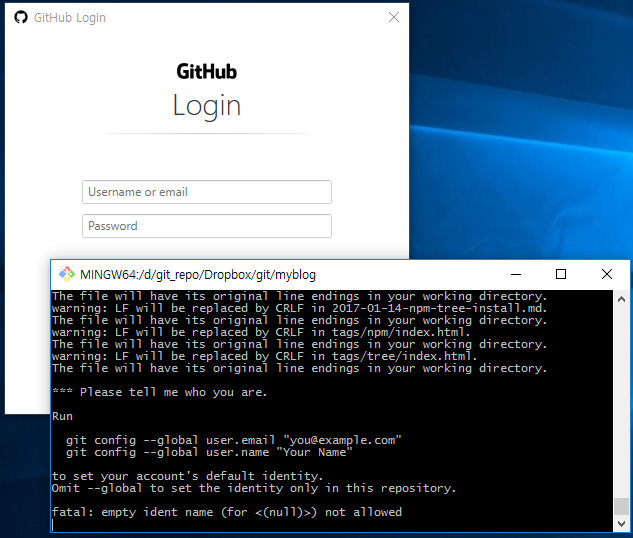 GitHub Login
GitHub
Login
Username or email
Password
MINGW64:/d/git_repo/Dropbox/git/myblog
The file will have its original line endings in your working directory.
warning: LF will be replaced by CRLF in 2017-01-14-npm-tree-install.md.
The file will have its original line endings in your working directory.
warning: LF will be replaced by CRLF in tags/npm/index.html.
The file will have its original line endings in your working directory.
warning: LF will be replaced by CRLF in tags/tree/index.html.
The file will have its original line endings in your working directory.
*** Please tell me who you are.
Run
git config --global user.email "you@example.com"
git config --global user.name "Your Name"
to set your account's default identity.
Omit --global to set the identity only in this repository.
fatal: empty ident name (for <(null)>) not allowed